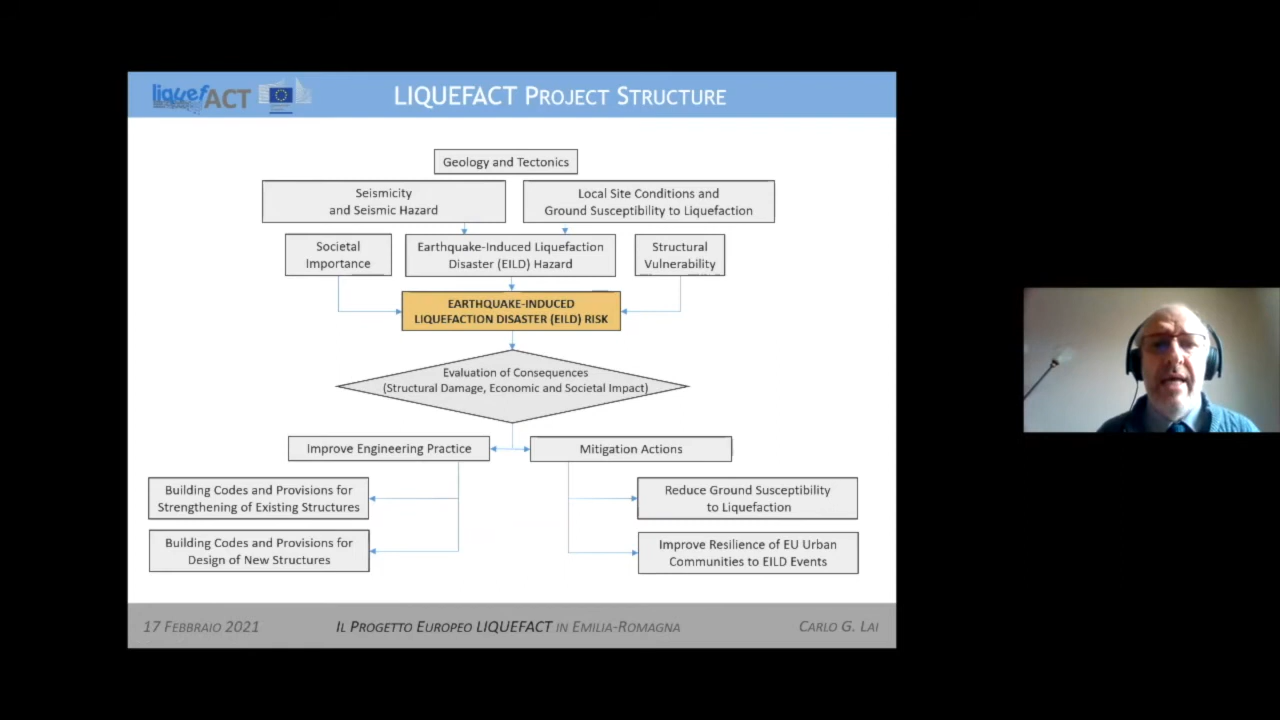 liquefACT
LIQUEFACT PROJECT STRUCTURE
Geology and Tectonics
Seismicity
and Seismic Hazard
Local Site Conditions and
Ground Susceptibility to Liquefaction
Societal
Importance
Earthquake-Induced Liquefaction
Disaster (EILD) Hazard
Structural
Vulnerability
EARTHQUAKE-INDUCED
LIQUEFACTION DISASTER (EILD) RISK
Evaluation of Consequences
(Structural Damage, Economic and Societal Impact)
Improve Engineering Practice
Mitigation Actions
Building Codes and Provisions for
Strengthening of Existing Structures
Reduce Ground Susceptibility
to Liquefaction
Building Codes and Provisions for
Design of New Structures
Improve Resilience of EU Urban
Communities to EILD Events
17 FEBBRAIO 2021
IL PROGETTO EUROPEO LIQUEFACT IN EMILIA-ROMAGNA
CARLO G. LAI